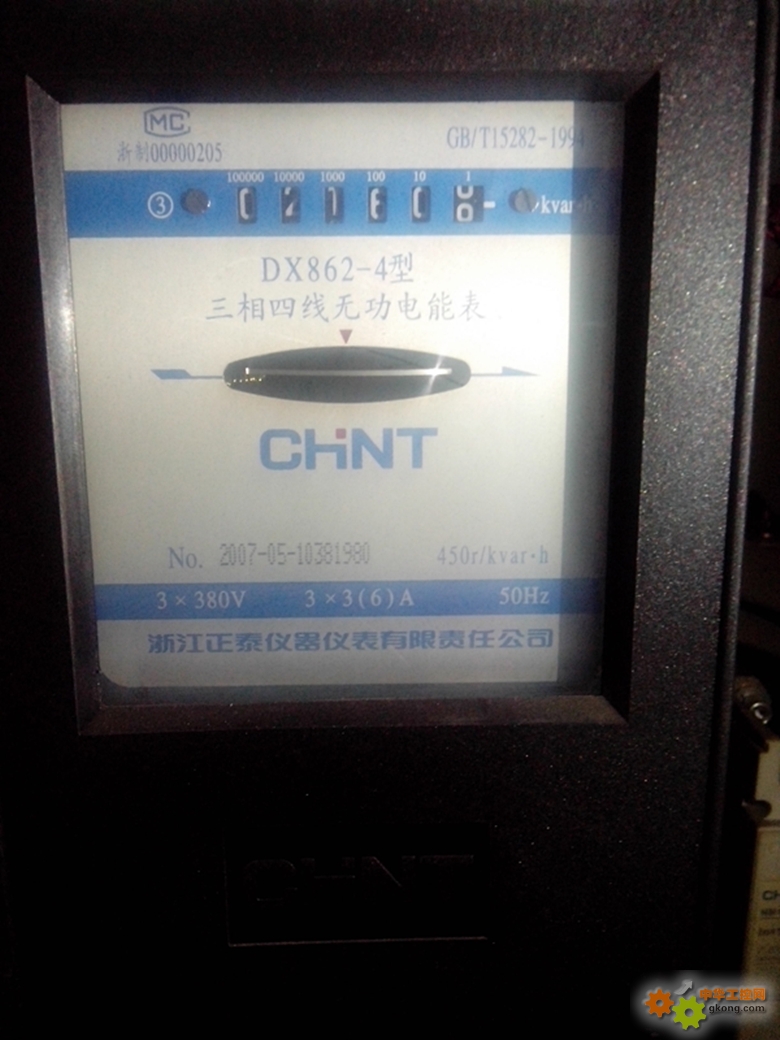 MC
浙制00000205
GB/T15282-1994
100000 10000 1000 100 10 1
③ kvar·h
DX862-4型
三相四线无功电能表
CHINT
No. 2007-05-10381980 450r/kvar·h
3×380V 3×3(6)A 50Hz
浙江正泰仪器仪表有限责任公司
CHNT
gkong.com